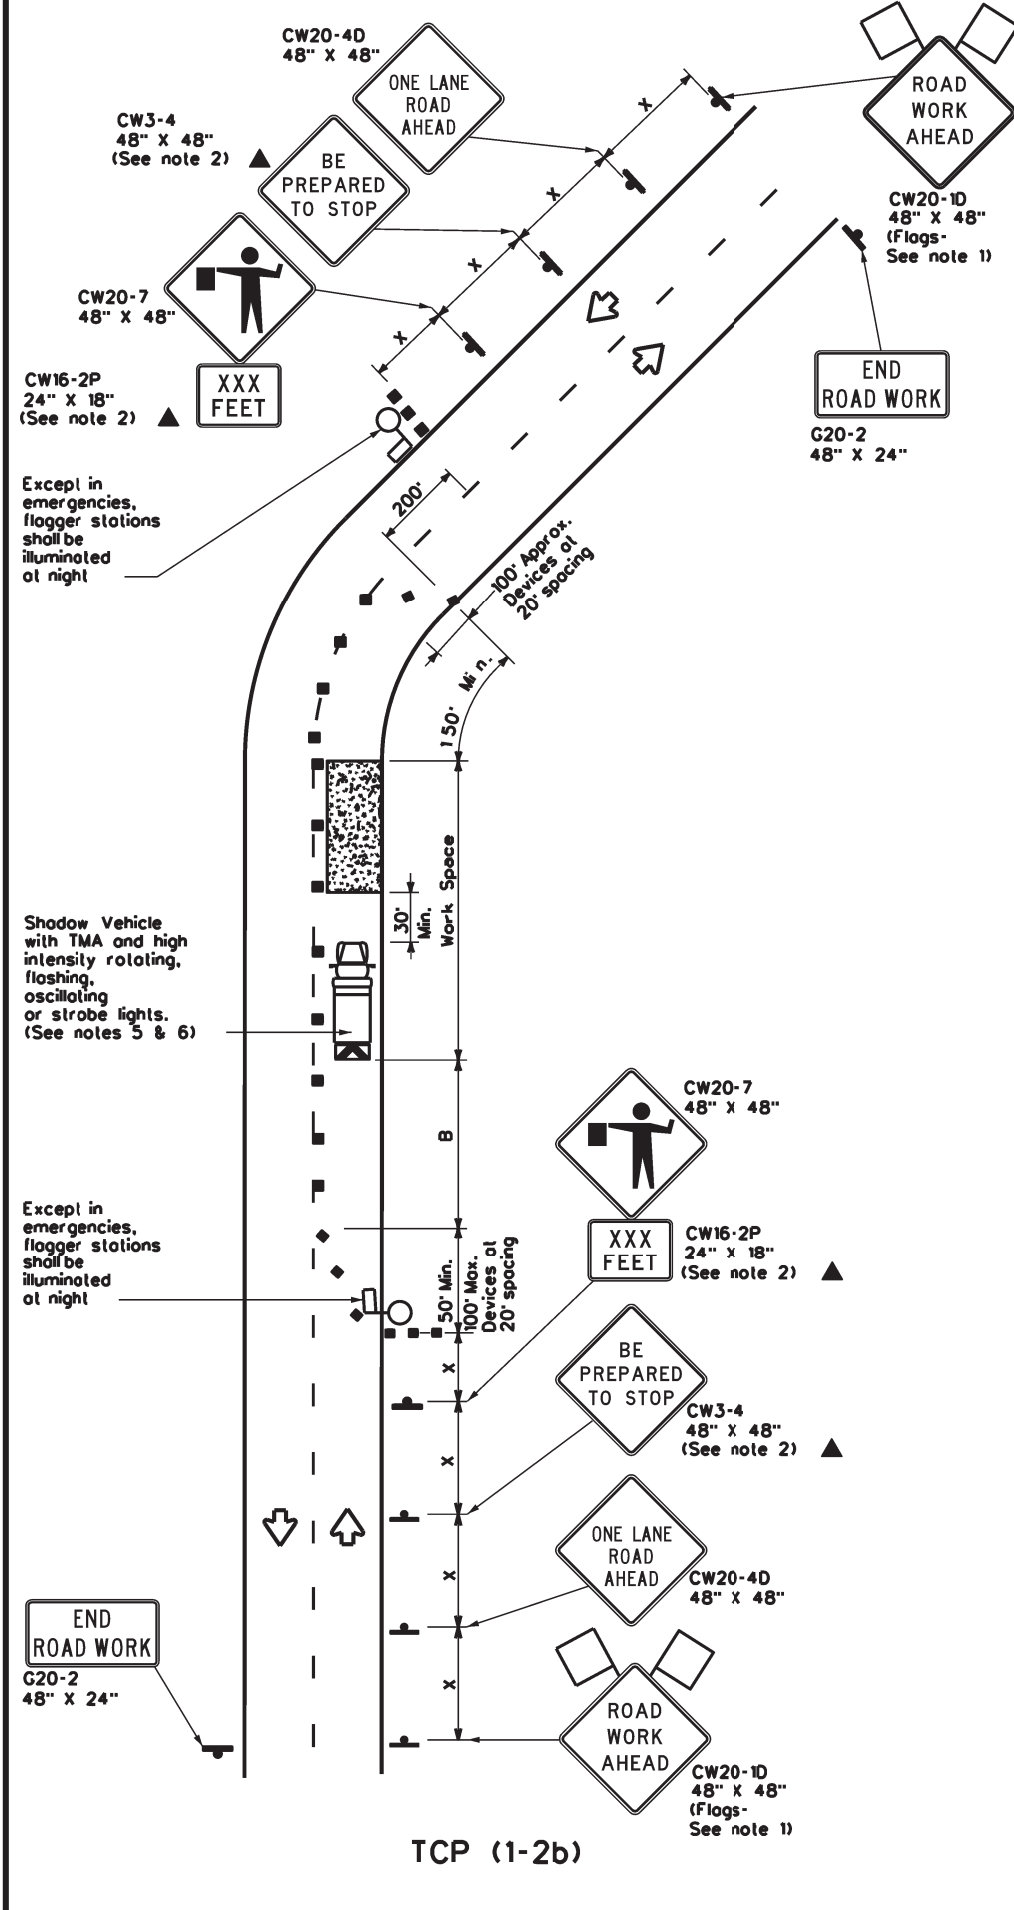 CW20-4D
48" X 48"
ONE LANE
ROAD
AHEAD
ROAD
WORK
AHEAD
CW20-1D
48" X 48"
(Flags-
See note 1)
CW3-4
48" X 48"
(See note 2)
BE
PREPARED
TO STOP
X
X
X
X
CW20-7
48" X 48"
CW16-2P
24" X 18"
(See note 2)
XXX
FEET
END
ROAD WORK
G20-2
48" X 24"
Except in
emergencies,
flagger stations
shall be
illuminated
at night
200'
100' Approx.
Devices at
20' spacing
150' Min.
Work Space
30'
Min.
Shadow Vehicle
with TMA and high
intensity rotating,
flashing,
oscillating
or strobe lights.
(See notes 5 & 6)
B
CW20-7
48" X 48"
XXX
FEET
CW16-2P
24" X 18"
(See note 2)
Except in
emergencies,
flagger stations
shall be
illuminated
at night
50' Min.
100' Max.
Devices at
20' spacing
X
BE
PREPARED
TO STOP
CW3-4
48" X 48"
(See note 2)
X
ONE LANE
ROAD
AHEAD
CW20-4D
48" X 48"
X
END
ROAD WORK
G20-2
48" X 24"
X
ROAD
WORK
AHEAD
CW20-1D
48" X 48"
(Flags-
See note 1)
TCP (1-2b)